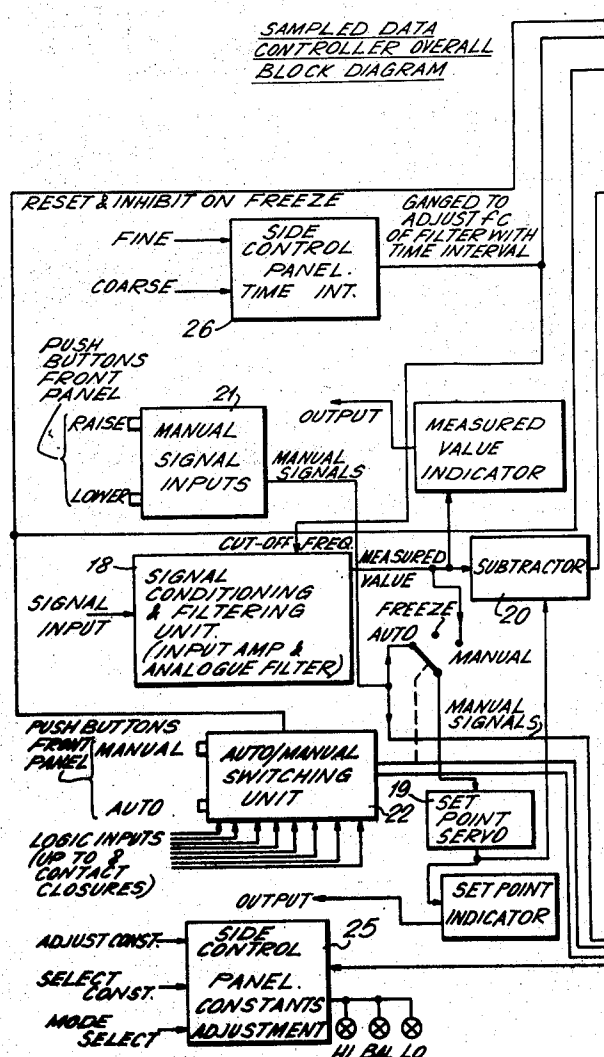 SAMPLED DATA
CONTROLLER OVERALL
BLOCK DIAGRAM
RESET & INHIBIT ON FREEZE
GANGED TO
ADJUST fC
OF FILTER WITH
TIME INTERVAL
FINE
COARSE
SIDE
CONTROL
PANEL.
TIME INT.
26
PUSH
BUTTONS
FRONT
PANEL
RAISE
LOWER
21
MANUAL
SIGNAL
INPUTS
MANUAL
SIGNALS
OUTPUT
MEASURED
VALUE
INDICATOR
CUT-OFF FREQ.
18
SIGNAL
CONDITIONING
& FILTERING
UNIT.
(INPUT AMP &
ANALOGUE FILTER)
SIGNAL
INPUT
MEASURED
VALUE
SUBTRACTOR
20
FREEZE
AUTO
MANUAL
MANUAL
SIGNALS
PUSH BUTTONS
FRONT
PANEL
MANUAL
AUTO
AUTO/MANUAL
SWITCHING
UNIT
22
19
SET
POINT
SERVO
LOGIC INPUTS
(UP TO 8
CONTACT
CLOSURES)
OUTPUT
SET POINT
INDICATOR
ADJUST CONST.
SELECT
CONST.
MODE
SELECT
SIDE
CONTROL
PANEL.
CONSTANTS
ADJUSTMENT
25
HI BAL LO